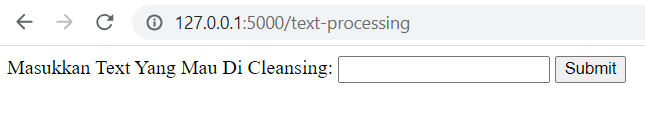 127.0.0.1:5000/text-processing
Masukkan Text Yang Mau Di Cleansing: Submit